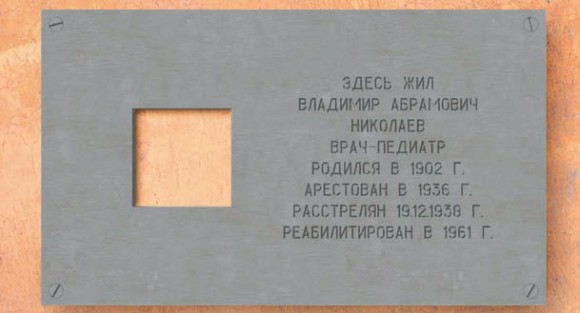 ЗДЕСЬ ЖИЛ
ВЛАДИМИР АБРАМОВИЧ
НИКОЛАЕВ
ВРАЧ-ПЕДИАТР
РОДИЛСЯ В 1902 Г.
АРЕСТОВАН В 1936 Г.
РАССТРЕЛЯН 19.12.1938 Г.
РЕАБИЛИТИРОВАН В 1961 Г.